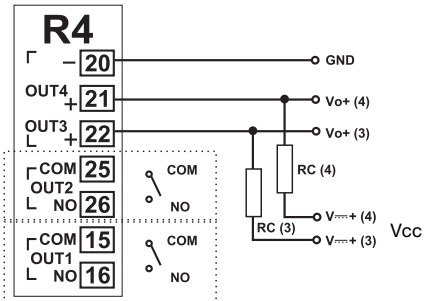 R4
− 20 GND
OUT4 + 21 Vo+ (4)
OUT3 + 22 Vo+ (3)
COM 25 COM
OUT2 RC (4)
NO 26 NO
V⎓+ (4)
RC (3)
COM 15 COM V⎓+ (3) Vcc
OUT1
NO 16 NO